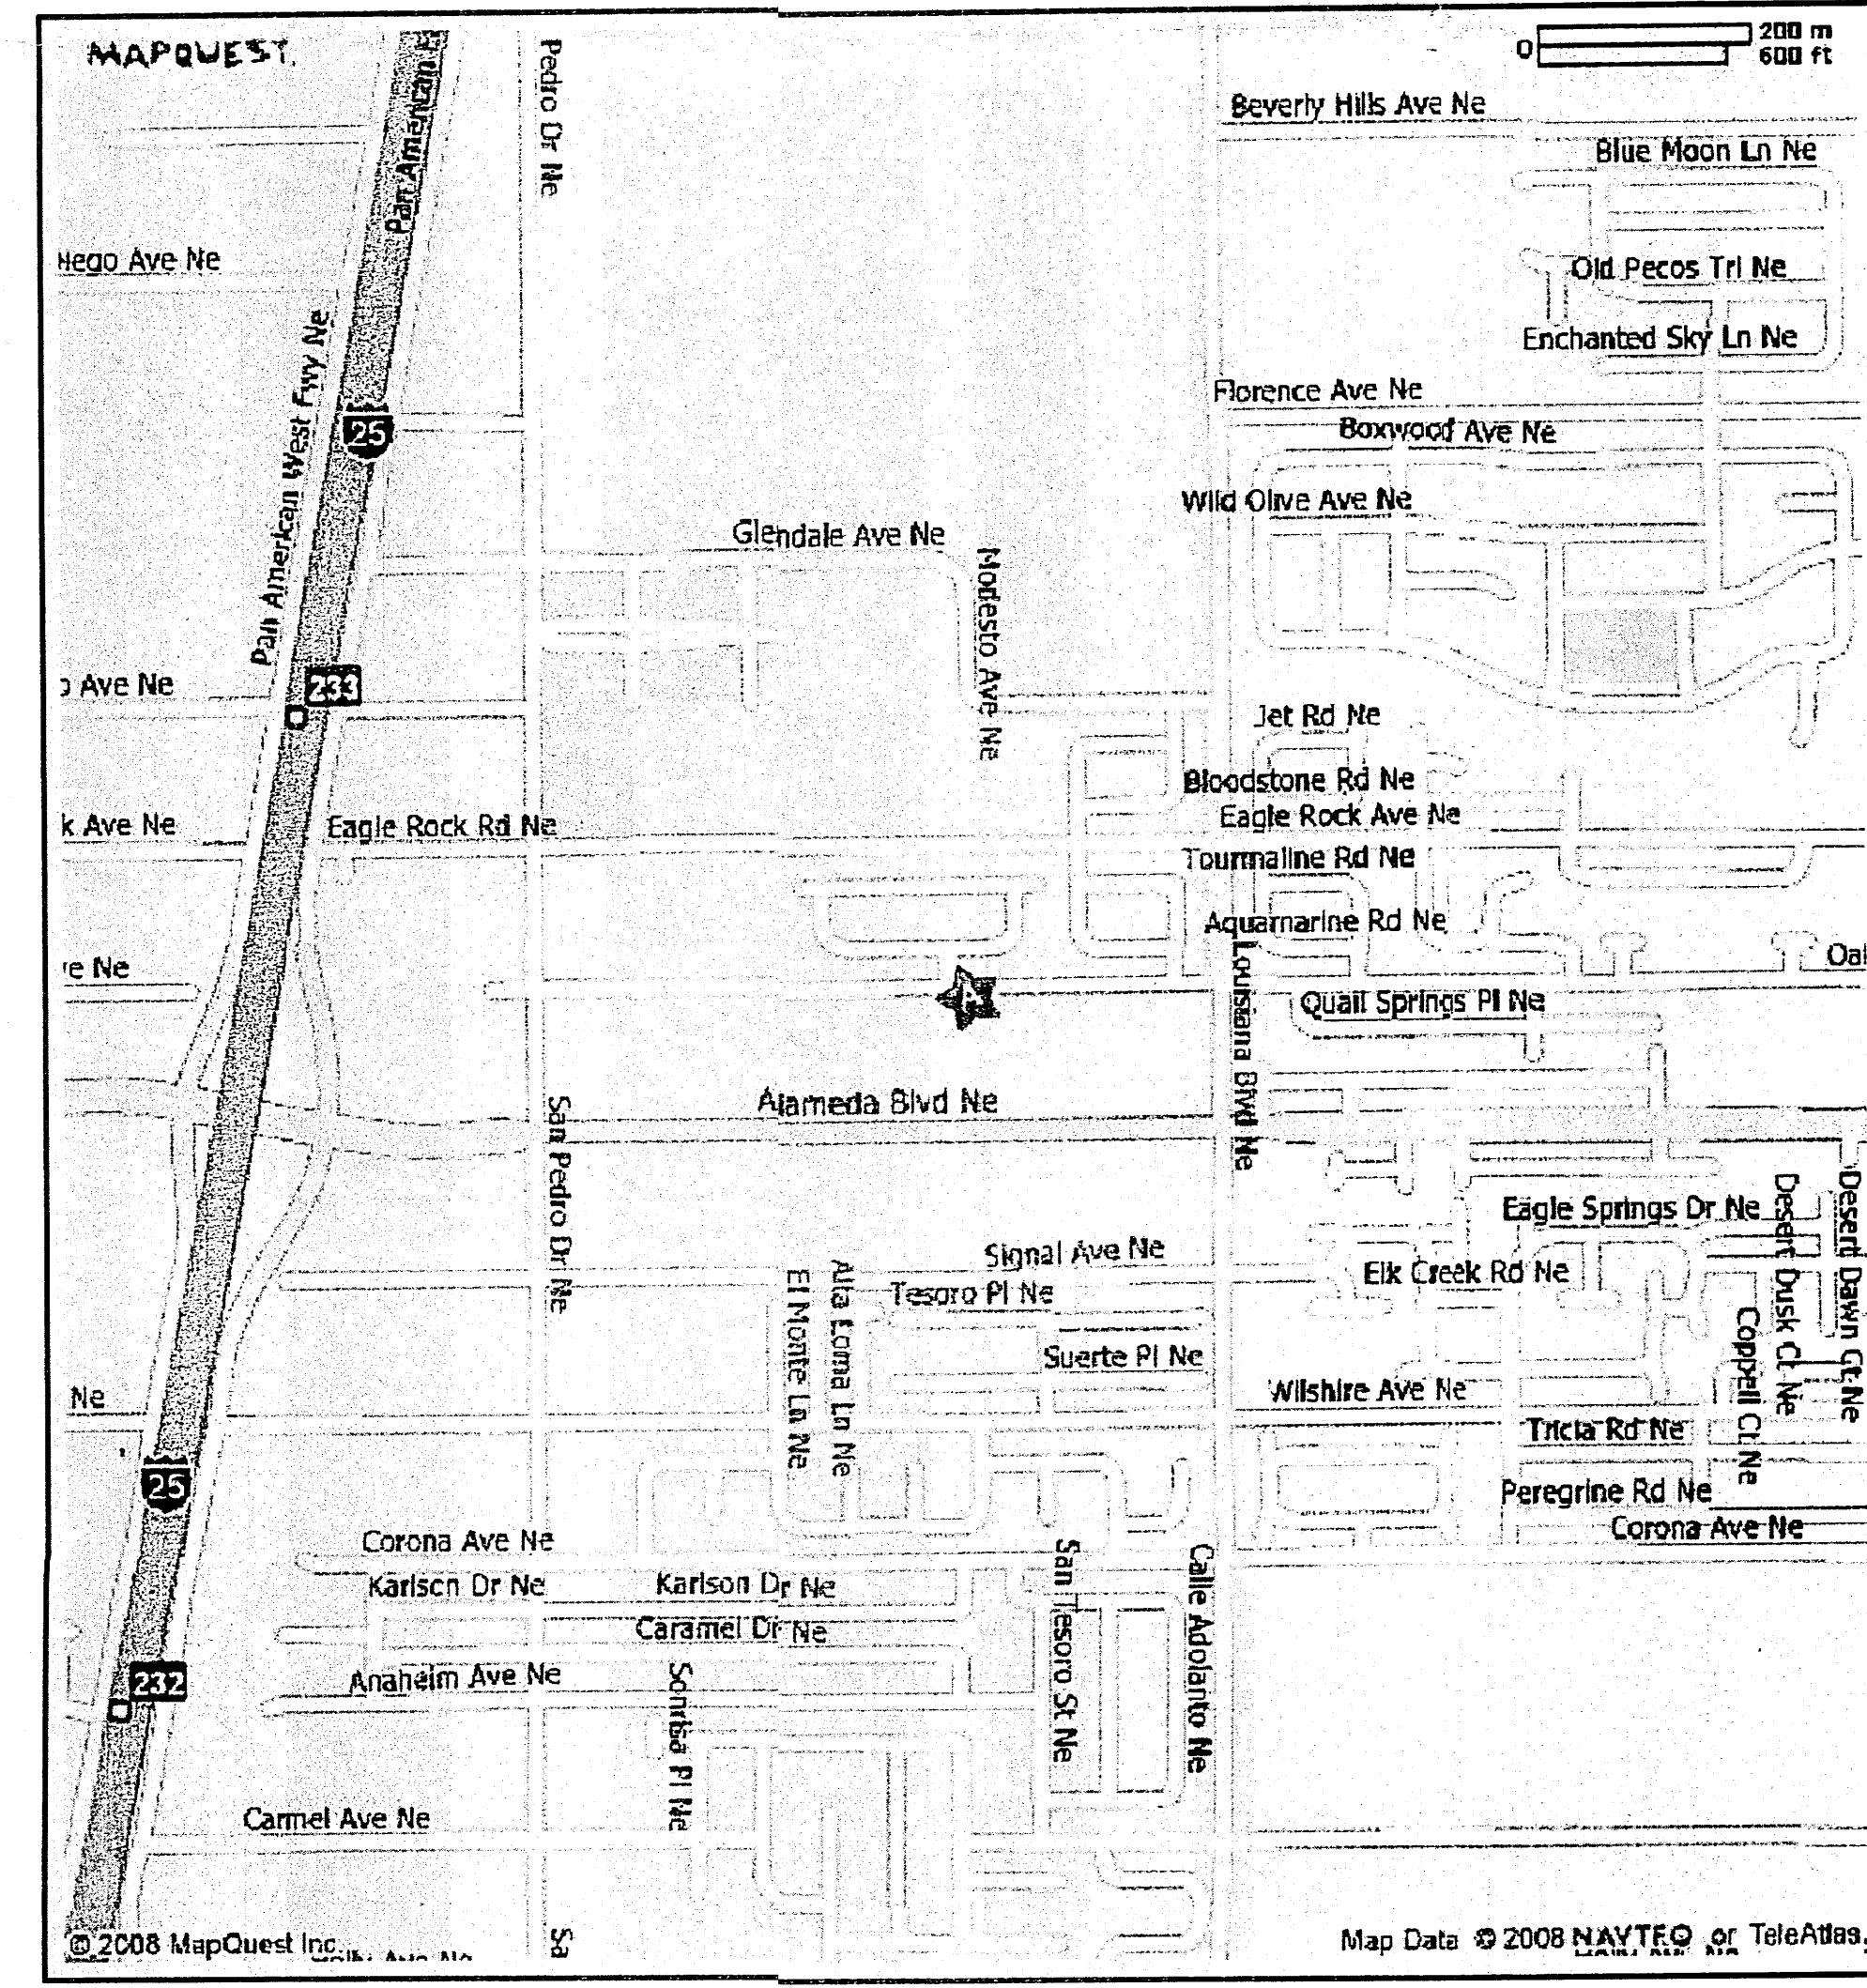 MAPQUEST.
200 m
0
600 ft
Pan American
Pedro Dr Ne
Beverly Hills Ave Ne
Blue Moon Ln Ne
Ave Ne
Old Pecos Trl Ne
Enchanted Sky Ln Ne
Pan American West Fwy Ne
Florence Ave Ne
25
Boxwood Ave Ne
Wild Olive Ave Ne
Glendale Ave Ne
Modesto Ave Ne
o Ave Ne
233
Jet Rd Ne
Bloodstone Rd Ne
k Ave Ne
Eagle Rock Rd Ne
Eagle Rock Ave Ne
Tourmaline Rd Ne
Aquamarine Rd Ne
ve Ne
Oal
A
Louisiana Blvd Ne
Quail Springs Pl Ne
Alameda Blvd Ne
San Pedro Dr Ne
Desert Dusk Ct Ne
Desert Dawn Ct Ne
Eagle Springs Dr Ne
Signal Ave Ne
Elk Creek Rd Ne
Tesoro Pl Ne
El Monte Ln Ne
Alta Loma Ln Ne
Coppell Ct Ne
Suerte Pl Ne
Ne
Wilshire Ave Ne
Tricia Rd Ne
25
Peregrine Rd Ne
Corona Ave Ne
Corona Ave Ne
Karlson Dr Ne
Karlson Dr Ne
San Tesoro St Ne
Calle Adolanto Ne
Caramel Dr Ne
232
Anaheim Ave Ne
Sonrisa Pl Ne
Carmel Ave Ne
Sa
© 2008 MapQuest Inc.
Map Data © 2008 NAVTEQ or TeleAtlas.